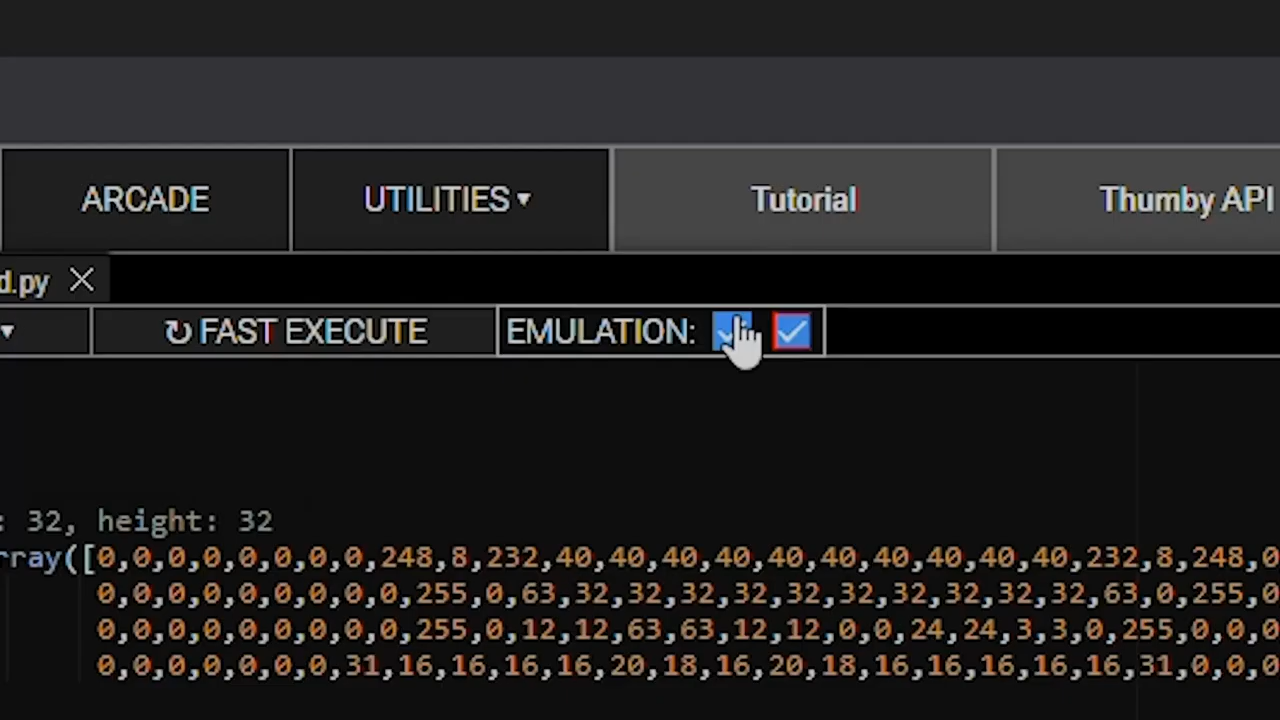 ARCADE UTILITIES ▾ Tutorial Thumby API
d.py ×
▾ ↻ FAST EXECUTE EMULATION:
: 32, height: 32
rray([0,0,0,0,0,0,0,0,248,8,232,40,40,40,40,40,40,40,40,40,40,232,8,248,0
0,0,0,0,0,0,0,0,0,255,0,63,32,32,32,32,32,32,32,32,32,32,63,0,255,0
0,0,0,0,0,0,0,0,0,255,0,12,12,63,63,12,12,0,0,24,24,3,3,0,255,0,0,0
0,0,0,0,0,0,0,31,16,16,16,16,20,18,16,20,18,16,16,16,16,16,31,0,0,0